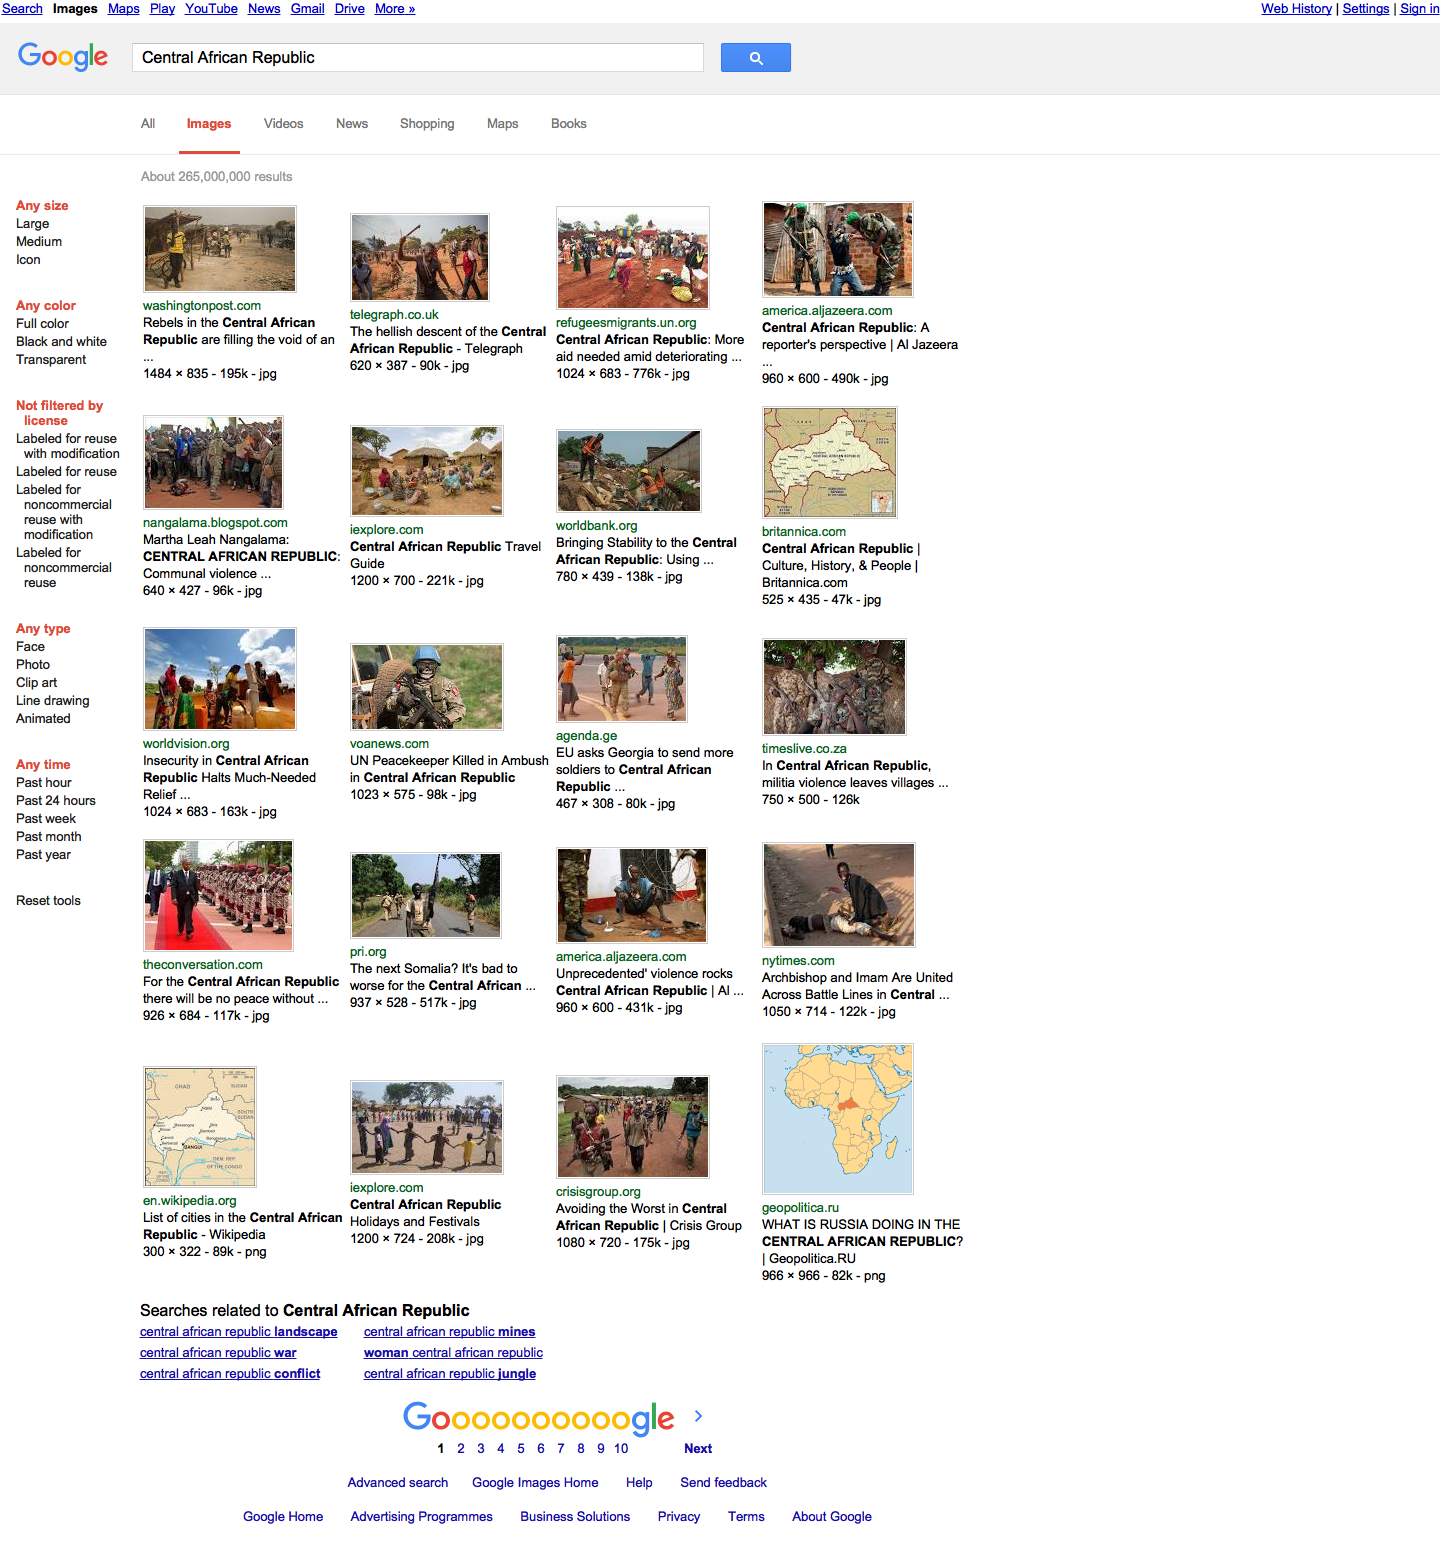 Search Images Maps Play YouTube News Gmail Drive More »
Web History | Settings | Sign in
Google
Central African Republic
All Images Videos News Shopping Maps Books
About 265,000,000 results
Any size
Large
Medium
Icon
Any color
Full color
Black and white
Transparent
Not filtered by
license
Labeled for reuse
with modification
Labeled for reuse
Labeled for
noncommercial
reuse with
modification
Labeled for
noncommercial
reuse
Any type
Face
Photo
Clip art
Line drawing
Animated
Any time
Past hour
Past 24 hours
Past week
Past month
Past year
Reset tools
washingtonpost.com
Rebels in the Central African
Republic are filling the void of an
...
1484 × 835 - 195k - jpg
telegraph.co.uk
The hellish descent of the Central
African Republic - Telegraph
620 × 387 - 90k - jpg
refugeesmigrants.un.org
Central African Republic: More
aid needed amid deteriorating ...
1024 × 683 - 776k - jpg
america.aljazeera.com
Central African Republic: A
reporter's perspective | Al Jazeera
...
960 × 600 - 490k - jpg
nangalama.blogspot.com
Martha Leah Nangalama:
CENTRAL AFRICAN REPUBLIC:
Communal violence ...
640 × 427 - 96k - jpg
iexplore.com
Central African Republic Travel
Guide
1200 × 700 - 221k - jpg
worldbank.org
Bringing Stability to the Central
African Republic: Using ...
780 × 439 - 138k - jpg
britannica.com
Central African Republic |
Culture, History, & People |
Britannica.com
525 × 435 - 47k - jpg
worldvision.org
Insecurity in Central African
Republic Halts Much-Needed
Relief ...
1024 × 683 - 163k - jpg
voanews.com
UN Peacekeeper Killed in Ambush
in Central African Republic
1023 × 575 - 98k - jpg
agenda.ge
EU asks Georgia to send more
soldiers to Central African
Republic ...
467 × 308 - 80k - jpg
timeslive.co.za
In Central African Republic,
militia violence leaves villages ...
750 × 500 - 126k
theconversation.com
For the Central African Republic
there will be no peace without ...
926 × 684 - 117k - jpg
pri.org
The next Somalia? It's bad to
worse for the Central African ...
937 × 528 - 517k - jpg
america.aljazeera.com
Unprecedented' violence rocks
Central African Republic | Al ...
960 × 600 - 431k - jpg
nytimes.com
Archbishop and Imam Are United
Across Battle Lines in Central ...
1050 × 714 - 122k - jpg
CHAD
SUDAN
SOUTH
SUDAN
BANGUI
DEM. REP.
OF THE CONGO
en.wikipedia.org
List of cities in the Central African
Republic - Wikipedia
300 × 322 - 89k - png
iexplore.com
Central African Republic
Holidays and Festivals
1200 × 724 - 208k - jpg
crisisgroup.org
Avoiding the Worst in Central
African Republic | Crisis Group
1080 × 720 - 175k - jpg
geopolitica.ru
WHAT IS RUSSIA DOING IN THE
CENTRAL AFRICAN REPUBLIC?
| Geopolitica.RU
966 × 966 - 82k - png
Searches related to Central African Republic
central african republic landscape
central african republic mines
central african republic war
woman central african republic
central african republic conflict
central african republic jungle
Goooooooooogle >
1 2 3 4 5 6 7 8 9 10 Next
Advanced search Google Images Home Help Send feedback
Google Home Advertising Programmes Business Solutions Privacy Terms About Google